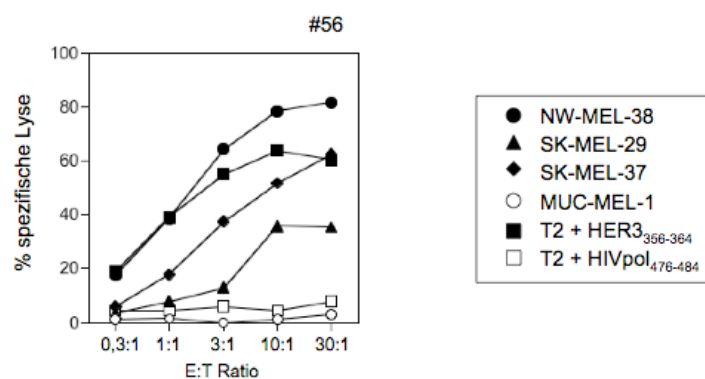 #56
100
80
60
40
20
0
% spezifische Lyse
0,3:1 1:1 3:1 10:1 30:1
E:T Ratio
NW-MEL-38
SK-MEL-29
SK-MEL-37
MUC-MEL-1
T2 + HER3356-364
T2 + HIVpol476-484